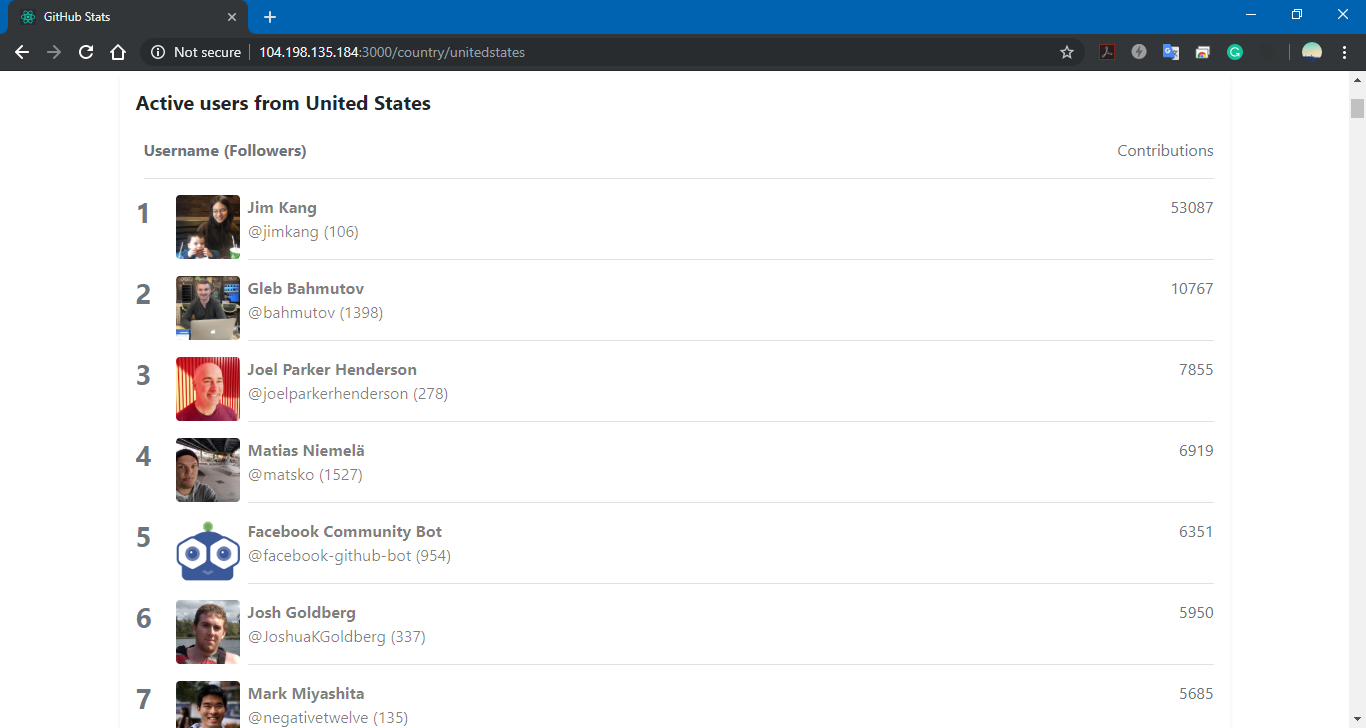 GitHub Stats
Not secure 104.198.135.184:3000/country/unitedstates
Active users from United States
Username (Followers) Contributions
1 Jim Kang 53087
@jimkang (106)
2 Gleb Bahmutov 10767
@bahmutov (1398)
3 Joel Parker Henderson 7855
@joelparkerhenderson (278)
4 Matias Niemelä 6919
@matsko (1527)
5 Facebook Community Bot 6351
@facebook-github-bot (954)
6 Josh Goldberg 5950
@JoshuaKGoldberg (337)
7 Mark Miyashita 5685
@negativetwelve (135)